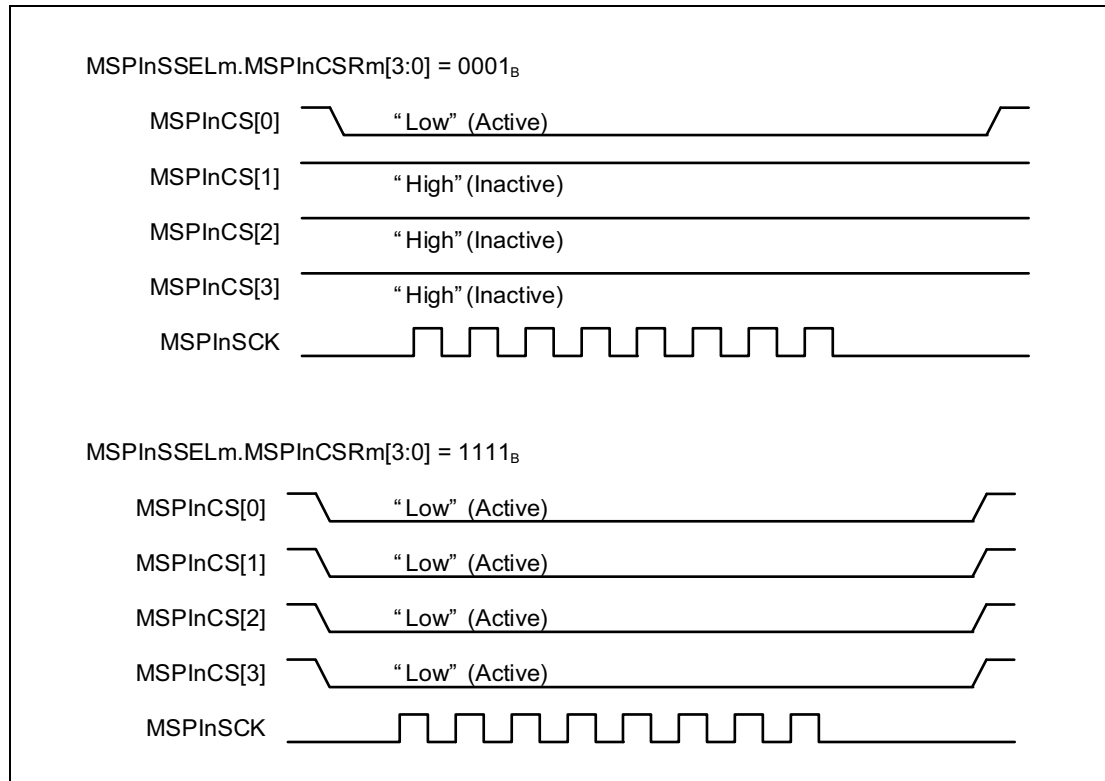 MSPInSSELm.MSPInCSRm[3:0] = 0001B
MSPInCS[0] “Low” (Active)
MSPInCS[1] “High” (Inactive)
MSPInCS[2] “High” (Inactive)
MSPInCS[3] “High” (Inactive)
MSPInSCK
MSPInSSELm.MSPInCSRm[3:0] = 1111B
MSPInCS[0] “Low” (Active)
MSPInCS[1] “Low” (Active)
MSPInCS[2] “Low” (Active)
MSPInCS[3] “Low” (Active)
MSPInSCK